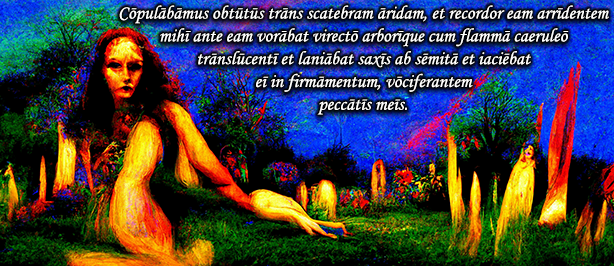 Cōpulābāmus obtūtūs trāns scatebram āridam, et recordor eam arrīdentem
mihī ante eam vorābat virectō arborīque cum flammā caeruleō
trānslūcentī et laniābat saxīs ab sēmitā et iaciēbat
eī in firmāmentum, vōciferantem
peccātīs meīs.